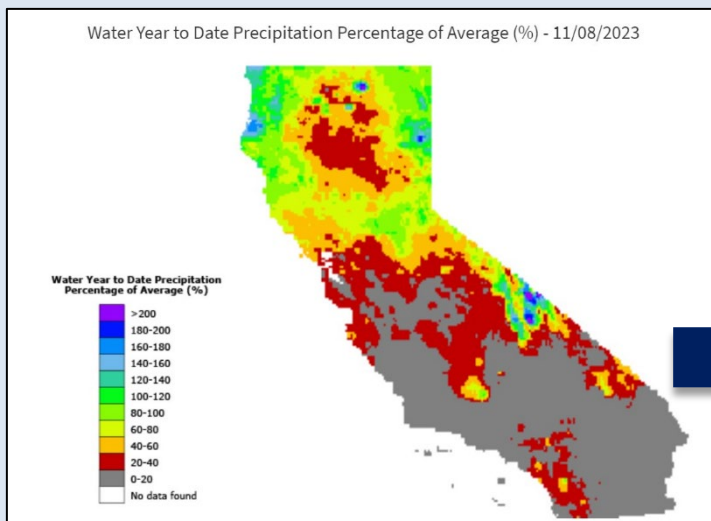 Water Year to Date Precipitation Percentage of Average (%) - 11/08/2023
Water Year to Date Precipitation
Percentage of Average (%)
>200
180-200
160-180
140-160
120-140
100-120
80-100
60-80
40-60
20-40
0-20
No data found